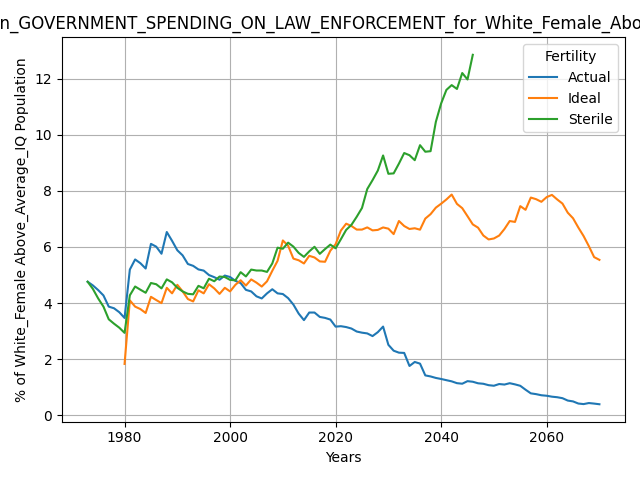 n_GOVERNMENT_SPENDING_ON_LAW_ENFORCEMENT_for_White_Female_Abo
% of White_Female Above_Average_IQ Population
Fertility
Actual
Ideal
Sterile
12
10
8
6
4
2
0
1980
2000
2020
2040
2060
Years